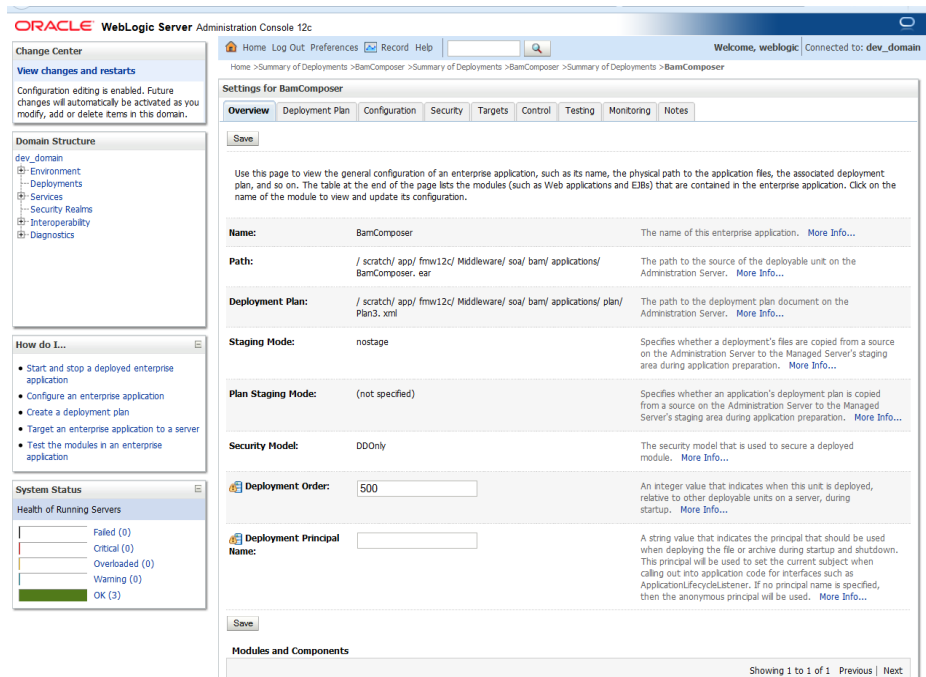 ORACLE WebLogic Server Administration Console 12c
Change Center
View changes and restarts
Configuration editing is enabled. Future
changes will automatically be activated as you
modify, add or delete items in this domain.
Domain Structure
dev_domain
Environment
Deployments
Services
Security Realms
Interoperability
Diagnostics
How do I...
Start and stop a deployed enterprise
application
Configure an enterprise application
Create a deployment plan
Target an enterprise application to a server
Test the modules in an enterprise
application
System Status
Health of Running Servers
Failed (0)
Critical (0)
Overloaded (0)
Warning (0)
OK (3)
Home Log Out Preferences Record Help
Welcome, weblogic Connected to: dev_domain
Home >Summary of Deployments >BamComposer >Summary of Deployments >BamComposer >Summary of Deployments >BamComposer
Settings for BamComposer
Overview Deployment Plan Configuration Security Targets Control Testing Monitoring Notes
Save
Use this page to view the general configuration of an enterprise application, such as its name, the physical path to the application files, the associated deployment
plan, and so on. The table at the end of the page lists the modules (such as Web applications and EJBs) that are contained in the enterprise application. Click on the
name of the module to view and update its configuration.
Name: BamComposer The name of this enterprise application. More Info...
Path: / scratch/ app/ fmw12c/ Middleware/ soa/ bam/ applications/ The path to the source of the deployable unit on the
BamComposer. ear Administration Server. More Info...
Deployment Plan: / scratch/ app/ fmw12c/ Middleware/ soa/ bam/ applications/ plan/ The path to the deployment plan document on the
Plan3. xml Administration Server. More Info...
Staging Mode: nostage Specifies whether a deployment's files are copied from a source
on the Administration Server to the Managed Server's staging
area during application preparation. More Info...
Plan Staging Mode: (not specified) Specifies whether an application's deployment plan is copied
from a source on the Administration Server to the Managed
Server's staging area during application preparation. More Info...
Security Model: DDOnly The security model that is used to secure a deployed
module. More Info...
Deployment Order: 500 An integer value that indicates when this unit is deployed,
relative to other deployable units on a server, during
startup. More Info...
Deployment Principal A string value that indicates the principal that should be used
Name: when deploying the file or archive during startup and shutdown.
This principal will be used to set the current subject when
calling out into application code for interfaces such as
ApplicationLifecycleListener. If no principal name is specified,
then the anonymous principal will be used. More Info...
Save
Modules and Components
Showing 1 to 1 of 1 Previous | Next